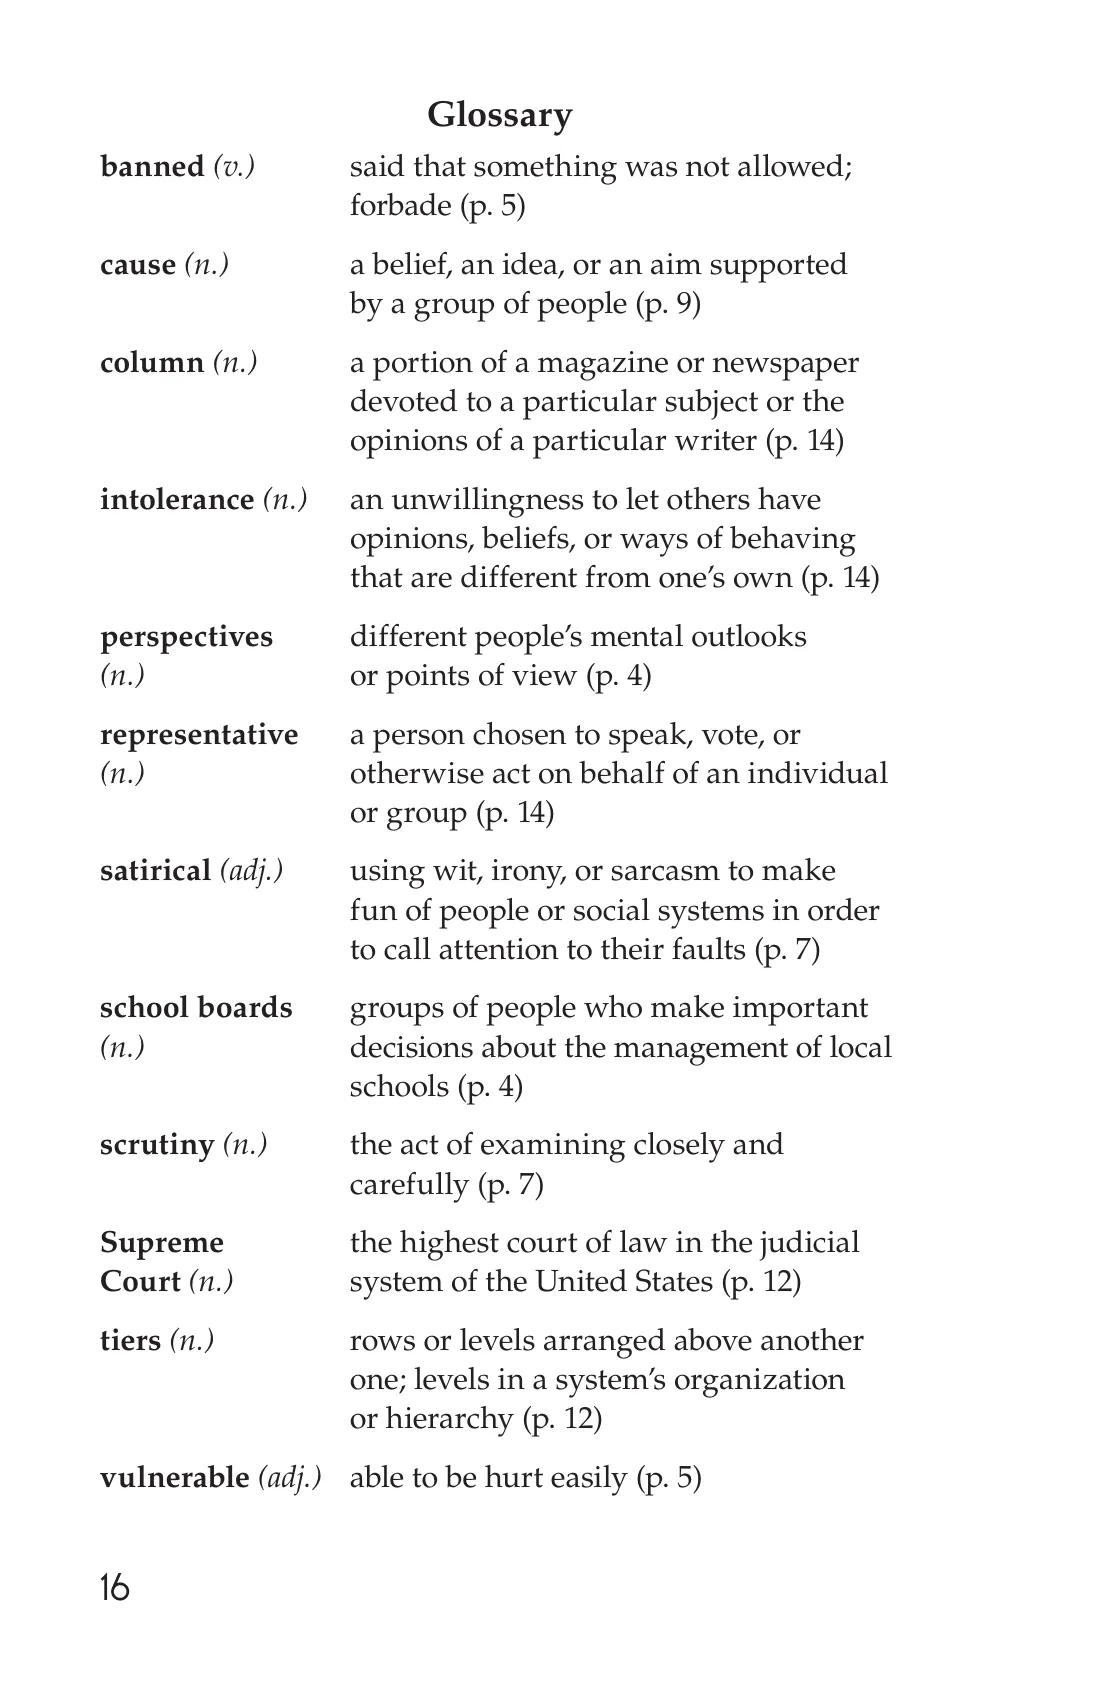 Glossary
banned (v.) said that something was not allowed;
forbade (p. 5)
cause (n.) a belief, an idea, or an aim supported
by a group of people (p. 9)
column (n.) a portion of a magazine or newspaper
devoted to a particular subject or the
opinions of a particular writer (p. 14)
intolerance (n.) an unwillingness to let others have
opinions, beliefs, or ways of behaving
that are different from one’s own (p. 14)
perspectives different people’s mental outlooks
(n.) or points of view (p. 4)
representative a person chosen to speak, vote, or
(n.) otherwise act on behalf of an individual
or group (p. 14)
satirical (adj.) using wit, irony, or sarcasm to make
fun of people or social systems in order
to call attention to their faults (p. 7)
school boards groups of people who make important
(n.) decisions about the management of local
schools (p. 4)
scrutiny (n.) the act of examining closely and
carefully (p. 7)
Supreme the highest court of law in the judicial
Court (n.) system of the United States (p. 12)
tiers (n.) rows or levels arranged above another
one; levels in a system’s organization
or hierarchy (p. 12)
vulnerable (adj.) able to be hurt easily (p. 5)
16